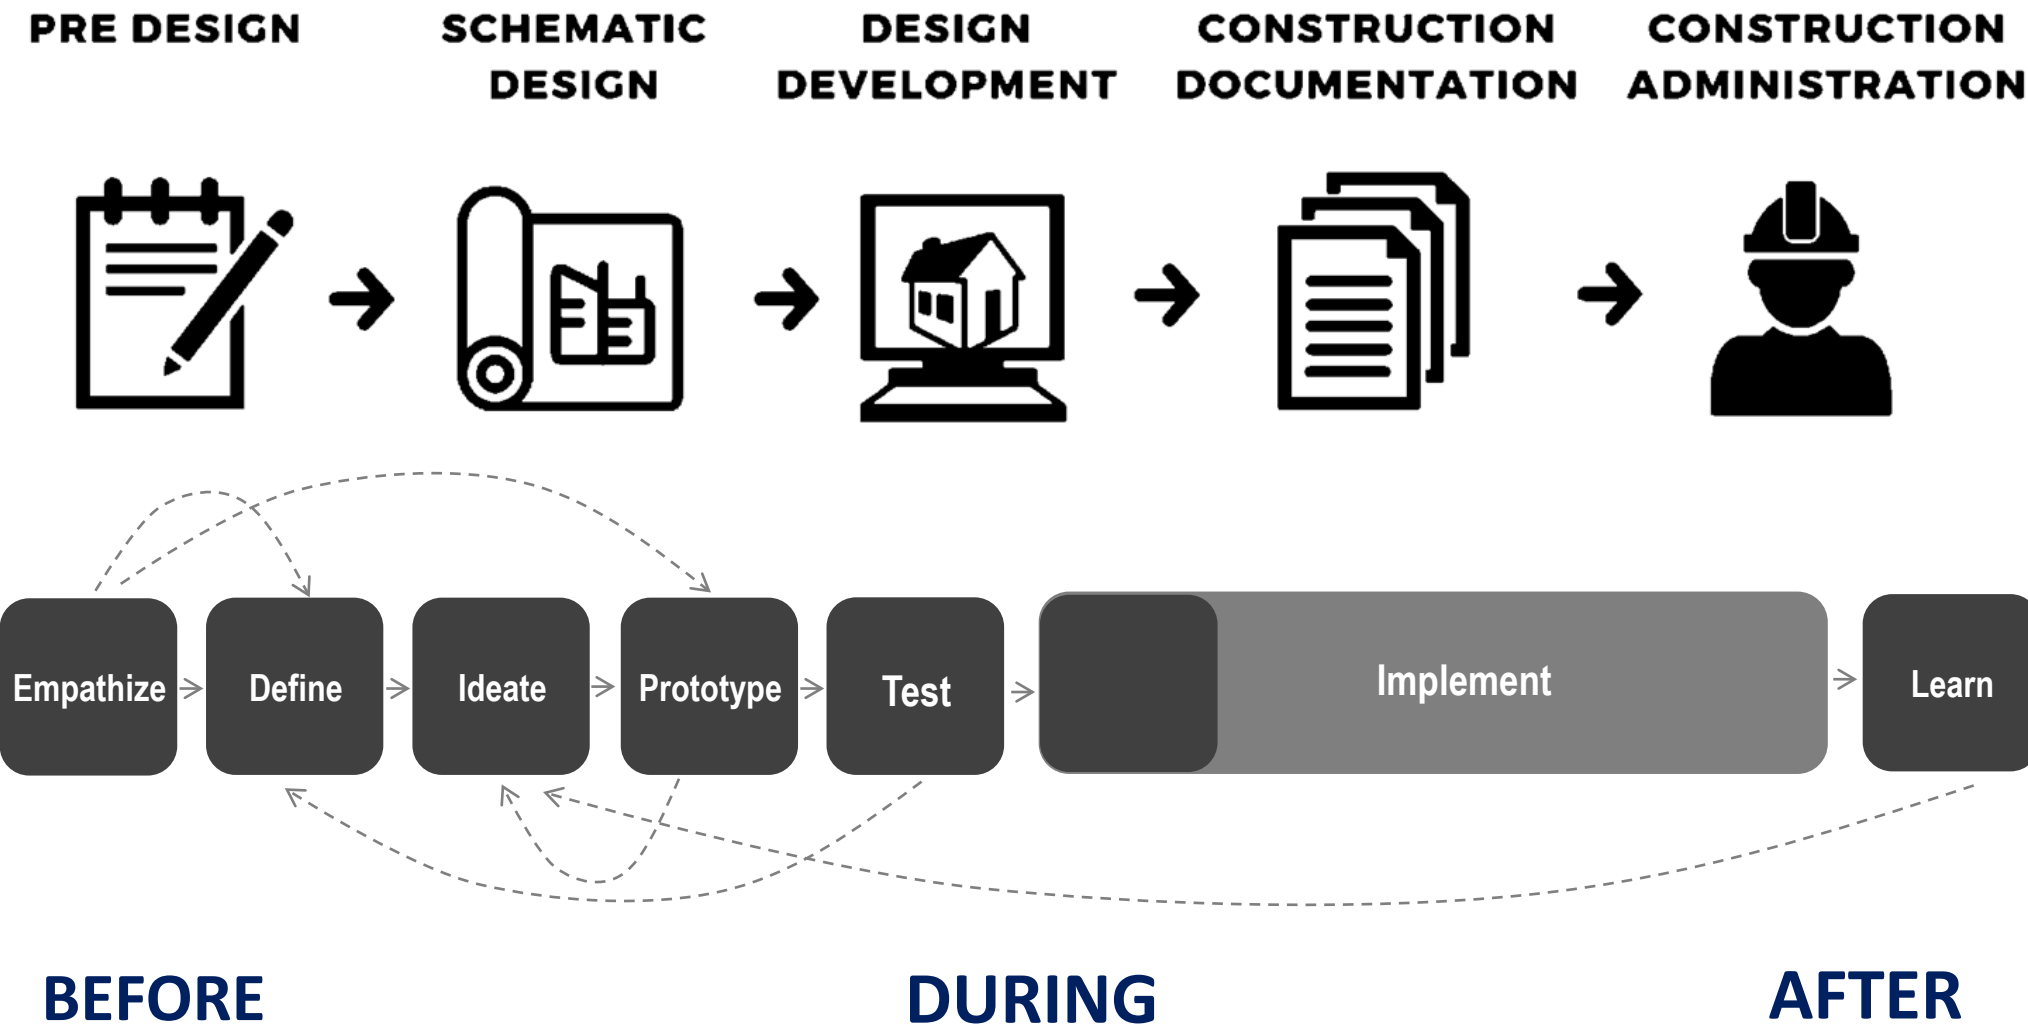 PRE DESIGN
SCHEMATIC
DESIGN
DESIGN
DEVELOPMENT
CONSTRUCTION
DOCUMENTATION
CONSTRUCTION
ADMINISTRATION
Empathize
Define
Ideate
Prototype
Test
Implement
Learn
BEFORE
DURING
AFTER